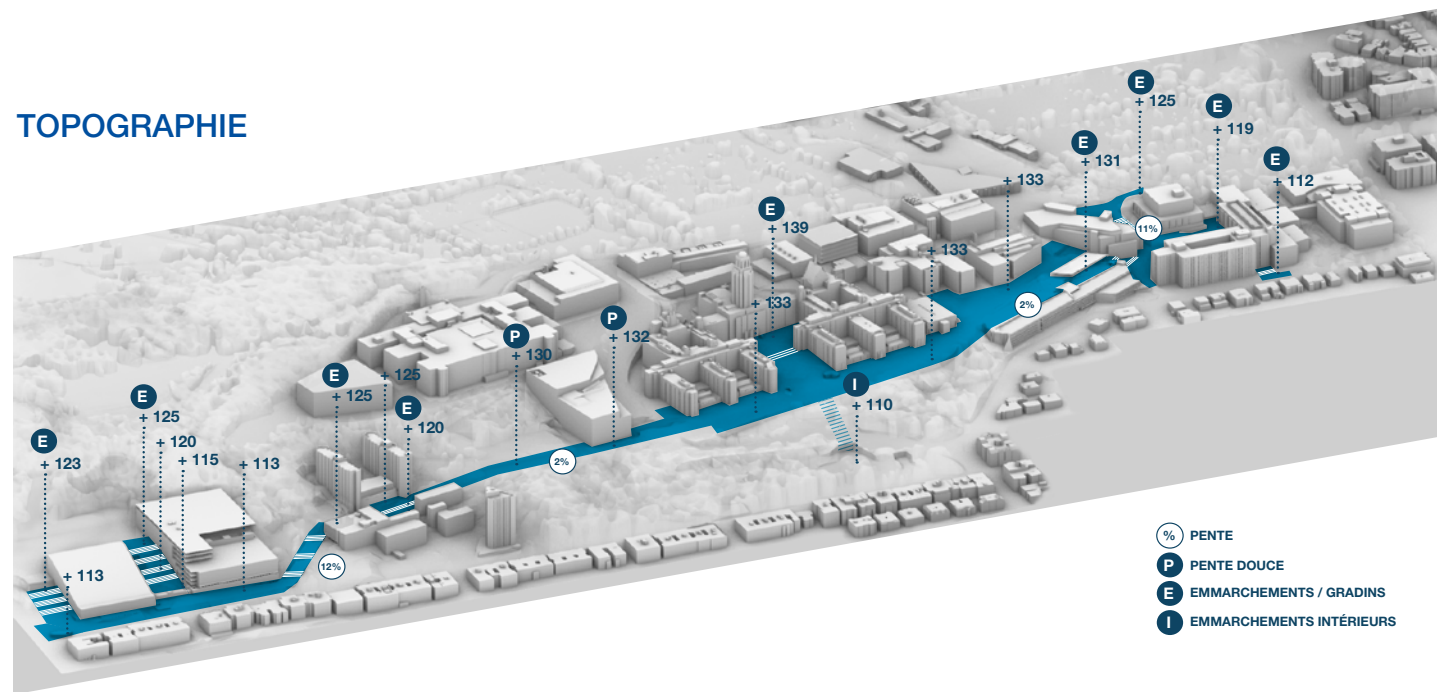 TOPOGRAPHIE
E
+ 123
+ 113
E
+ 125
+ 120
+ 115
+ 113
12%
E
+ 125
+ 125
E
+ 120
P
+ 130
2%
P
+ 132
+ 133
E
+ 139
I
+ 110
+ 133
+ 133
2%
E
+ 131
E
+ 125
11%
E
+ 119
E
+ 112
% PENTE
P PENTE DOUCE
E EMMARCHEMENTS / GRADINS
I EMMARCHEMENTS INTÉRIEURS